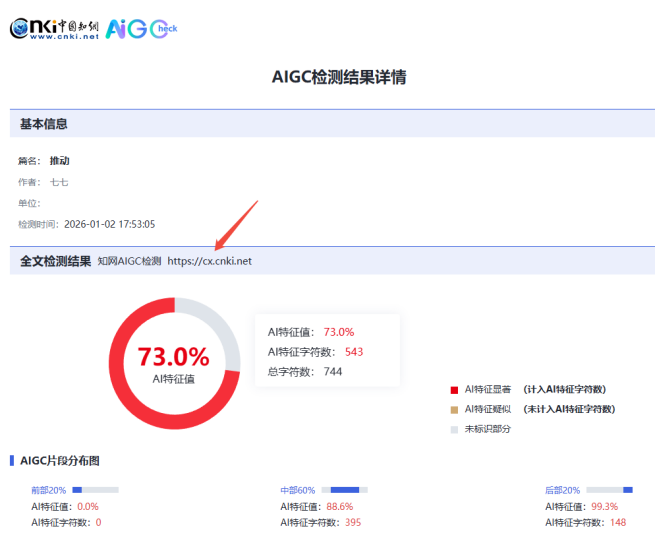 CNKI 中国知网 AIGC Check
www.cnki.net
AIGC检测结果详情
基本信息
篇名： 推动
作者： 七七
单位：
检测时间：2026-01-02 17:53:05
全文检测结果 知网AIGC检测 https://cx.cnki.net
73.0%
AI特征值
AI特征值： 73.0%
AI特征字符数： 543
总字符数： 744
AI特征显著 （计入AI特征字符数）
AI特征疑似 （未计入AI特征字符数）
未标识部分
AIGC片段分布图
前部20% 中部60% 后部20%
AI特征值：0.0% AI特征值：88.6% AI特征值：99.3%
AI特征字符数：0 AI特征字符数：395 AI特征字符数：148